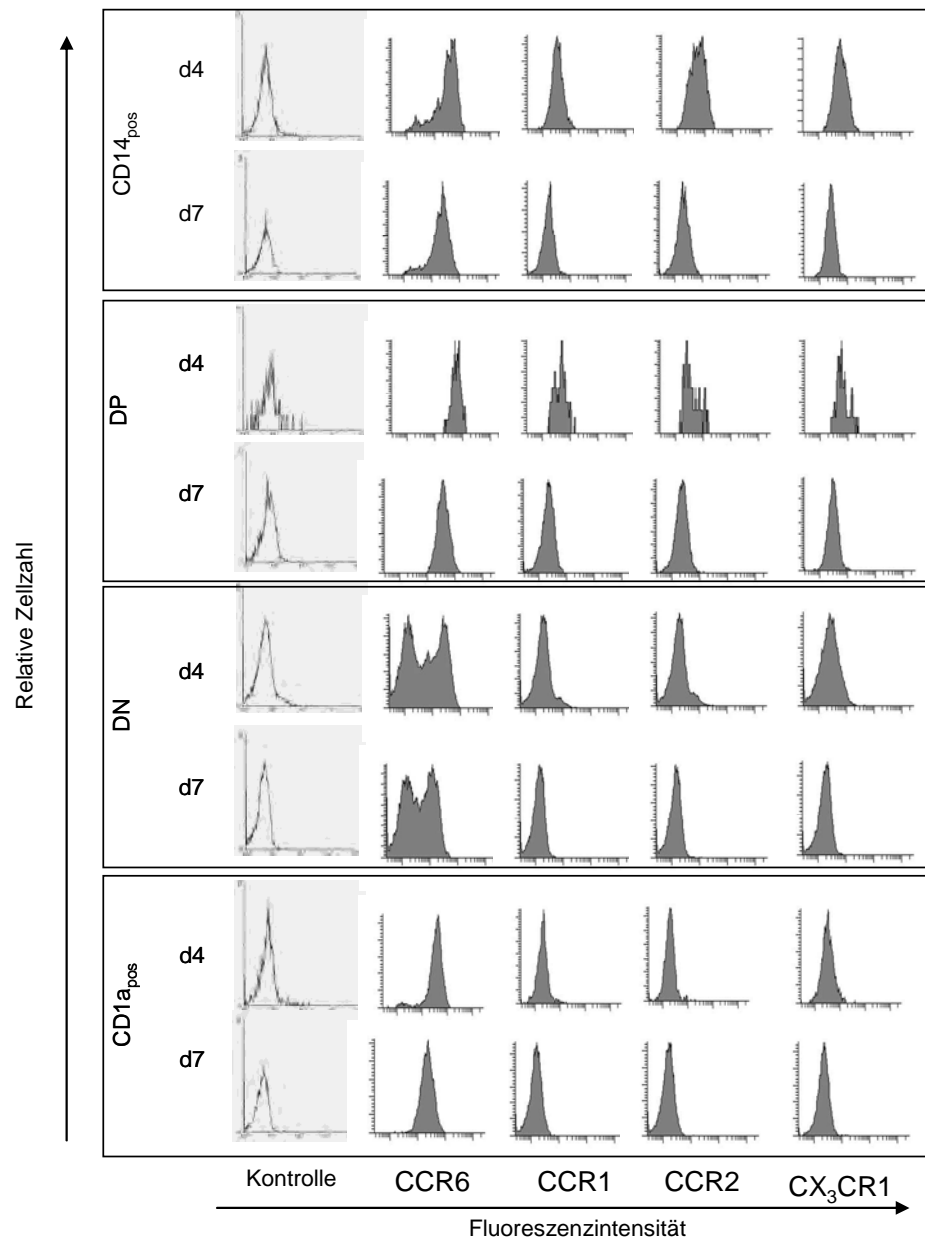 Relative Zellzahl
CD14pos
d4
d7
DP
d4
d7
DN
d4
d7
CD1apos
d4
d7
Kontrolle CCR6 CCR1 CCR2 CX3CR1
Fluoreszenzintensität